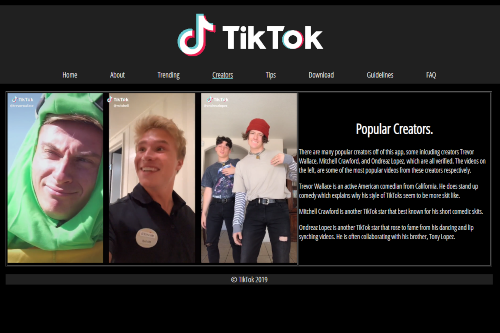 TikTok
Home About Trending Creators Tips Download Guidelines FAQ
TikTok TikTok TikTok
Popular Creators.
There are many popular creators off of this app, some inlcuding creators Trevor
Wallace, Mitchell Crawford, and Ondreaz Lopez, which are all verified. The videos on
the left, are some of the most popular videos from these creators respectively.
Trevor Wallace is an active American comedian from California. He does stand up
comedy which explains why his style of TikToks seem to be more skit like.
Mitchell Crawford is another TikTok star that best known for his short comedic skits.
Ondreaz Lopez is another TikTok star that rose to fame from his dancing and lip
synching videos. He is often collaborating with his brother, Tony Lopez.
© TikTok 2019